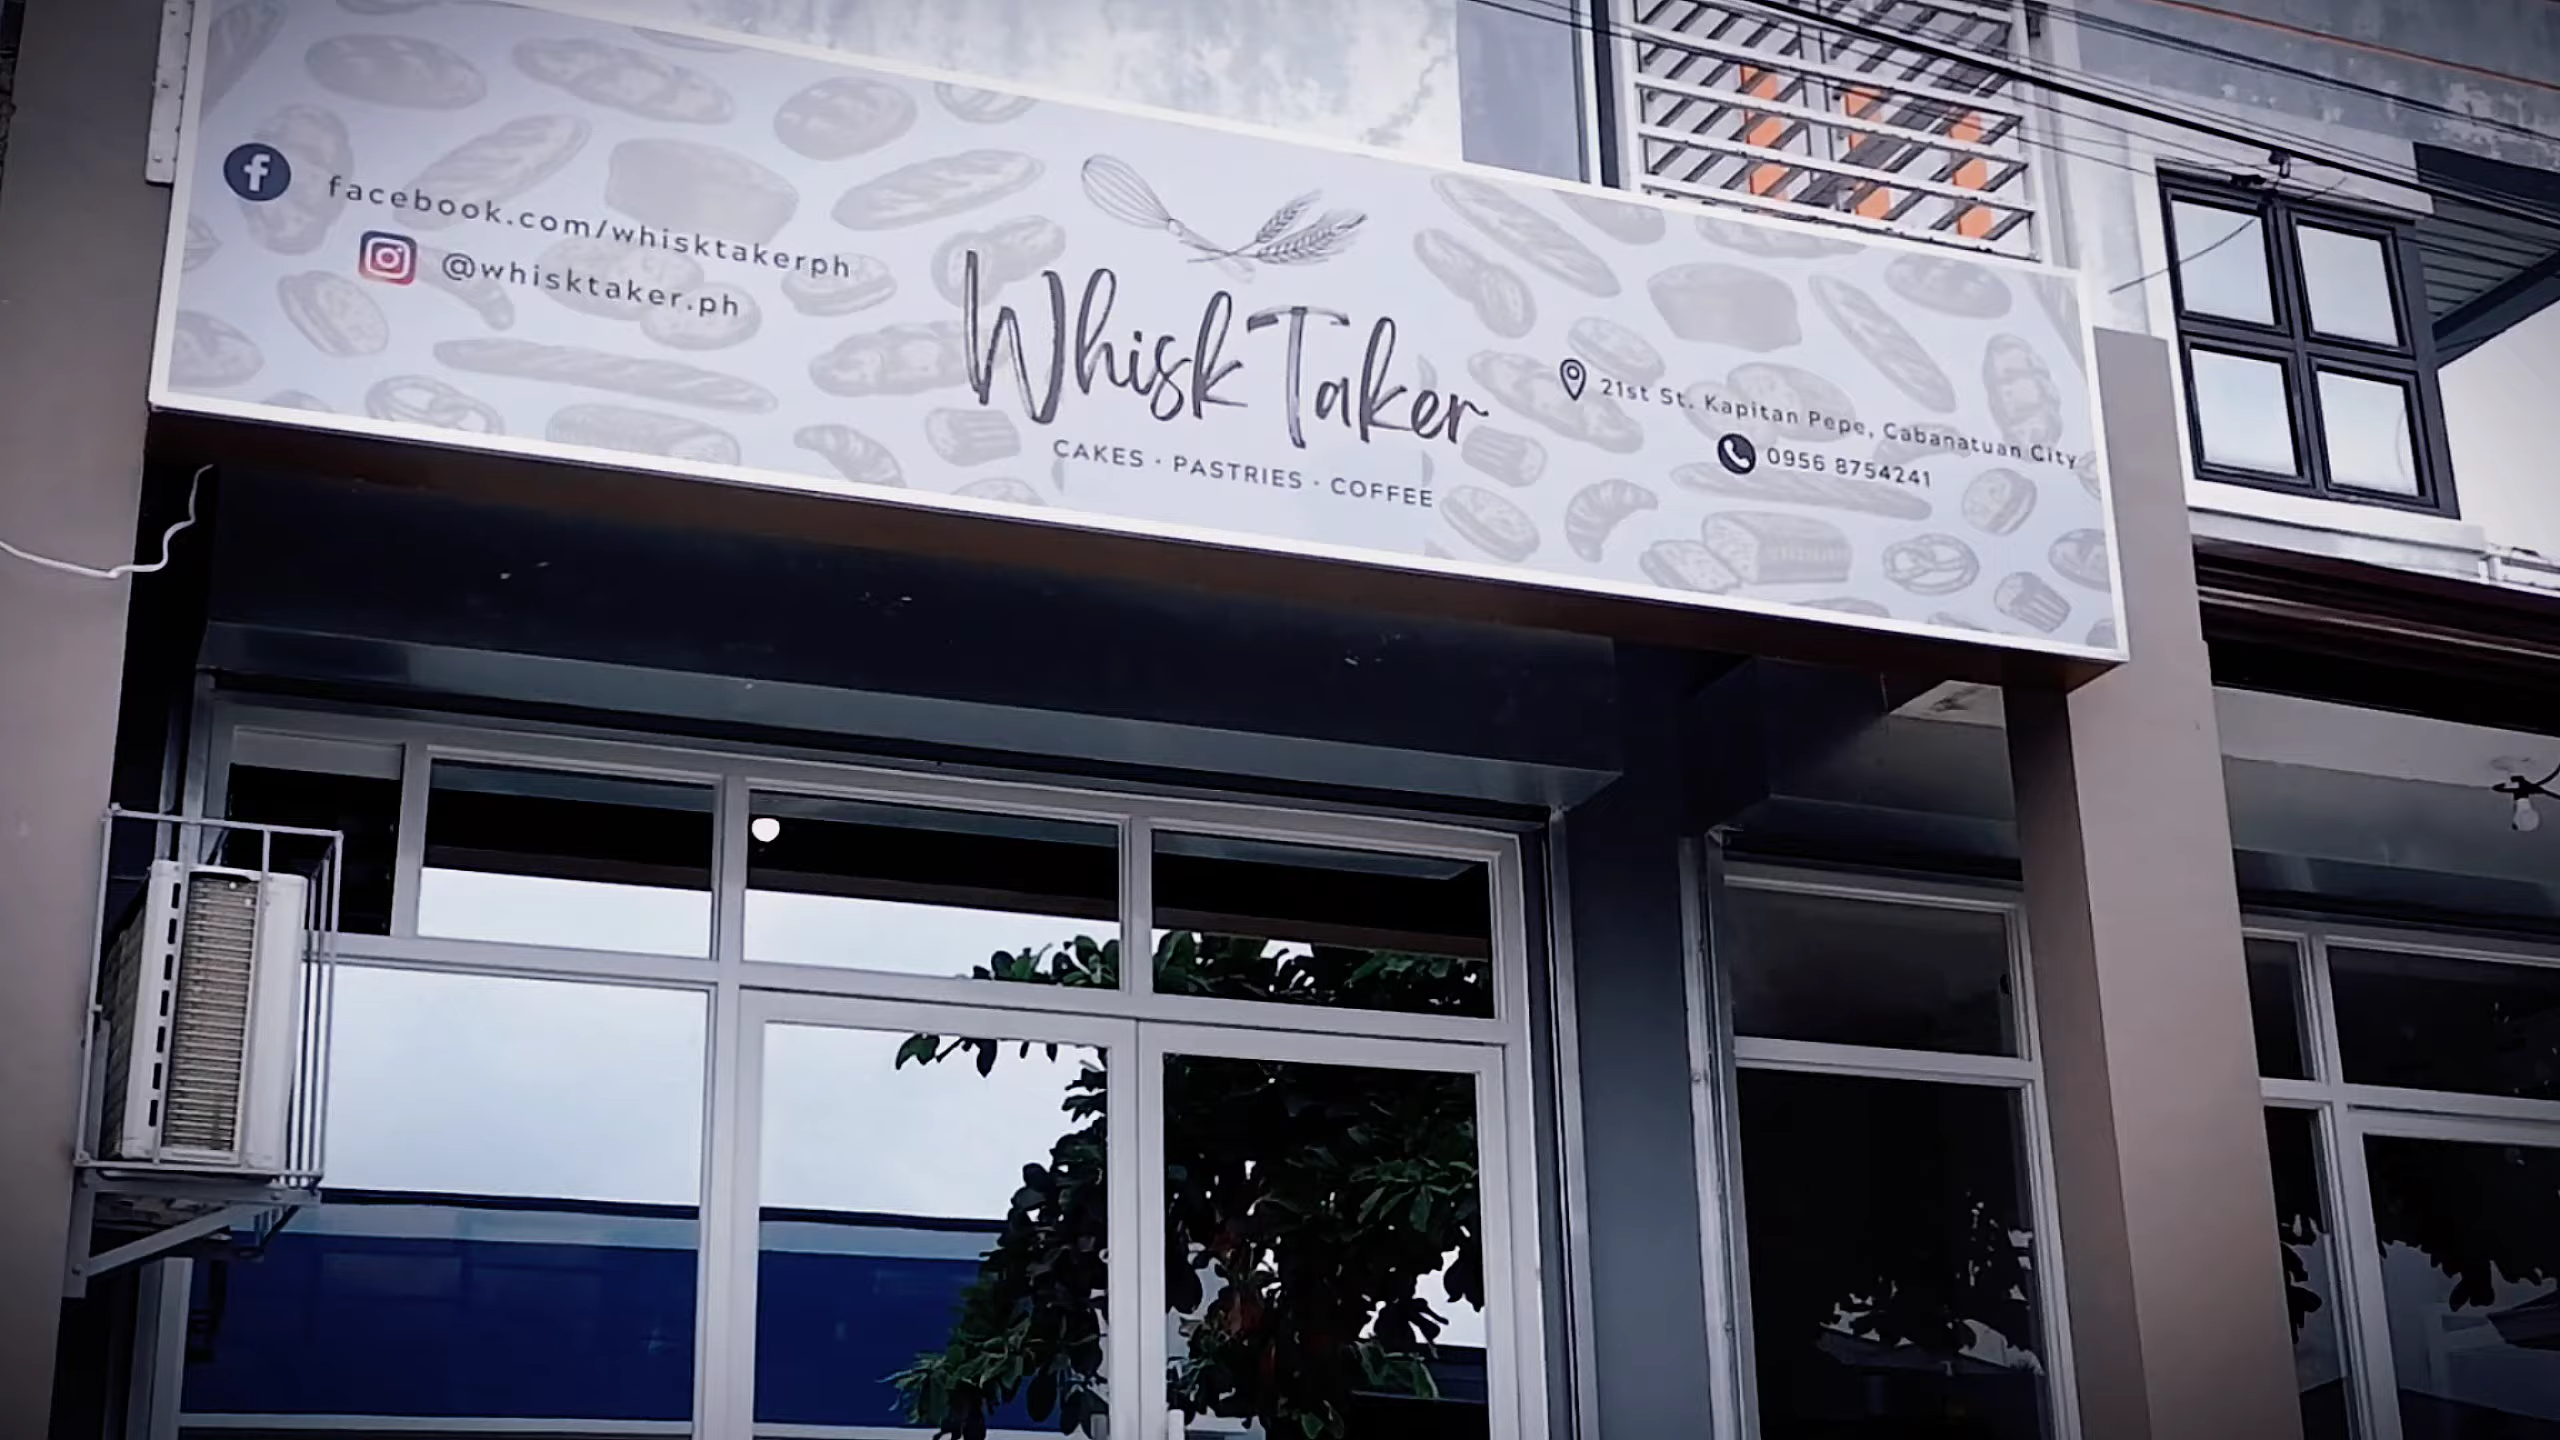 facebook.com/whisktakerph
@whisktaker.ph
Whisk Taker
CAKES · PASTRIES · COFFEE
21st St. Kapitan Pepe, Cabanatuan City
0956 8754241